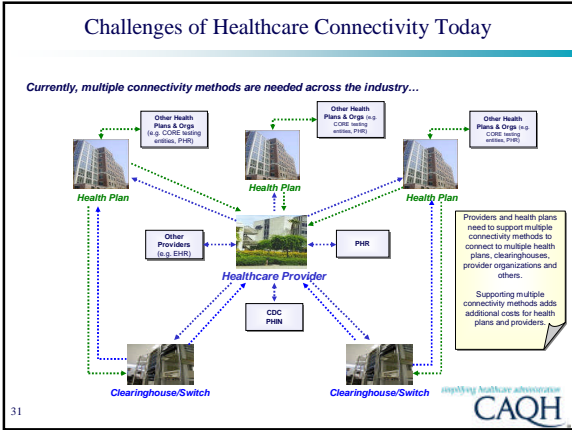 Challenges of Healthcare Connectivity Today
Currently, multiple connectivity methods are needed across the industry…
Other Health
Plans & Orgs
(e.g. CORE testing
entities, PHR)
Other Health
Plans & Orgs (e.g.
CORE testing
entities, PHR)
Other Health
Plans & Orgs (e.g.
CORE testing
entities, PHR)
Health Plan
Health Plan
Health Plan
Other
Providers
(e.g. EHR)
PHR
Healthcare Provider
CDC
PHIN
Providers and health plans
need to support multiple
connectivity methods to
connect to multiple health
plans, clearinghouses,
provider organizations and
others.
Supporting multiple
connectivity methods adds
additional costs for health
plans and providers.
Clearinghouse/Switch
Clearinghouse/Switch
31
simplifying healthcare administration
CAQH